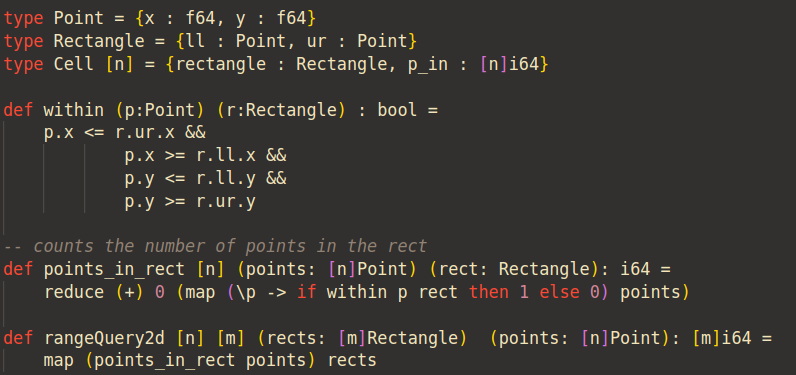 type Point = {x : f64, y : f64}
type Rectangle = {ll : Point, ur : Point}
type Cell [n] = {rectangle : Rectangle, p_in : [n]i64}

def within (p:Point) (r:Rectangle) : bool =
    p.x <= r.ur.x &&
            p.x >= r.ll.x &&
            p.y <= r.ll.y &&
            p.y >= r.ur.y

-- counts the number of points in the rect
def points_in_rect [n] (points: [n]Point) (rect: Rectangle): i64 =
    reduce (+) 0 (map (\p -> if within p rect then 1 else 0) points)

def rangeQuery2d [n] [m] (rects: [m]Rectangle)  (points: [n]Point): [m]i64 =
    map (points_in_rect points) rects